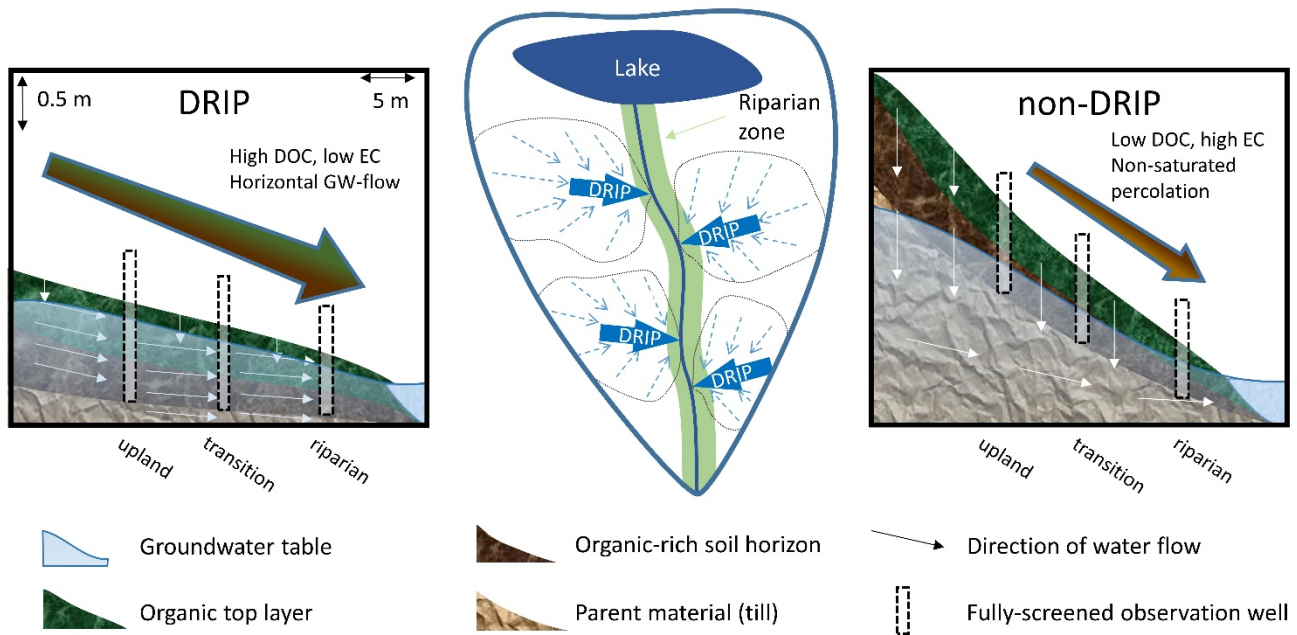 0.5 m
DRIP
5 m
High DOC, low EC
Horizontal GW-flow
upland
transition
riparian
Lake
Riparian
zone
DRIP
DRIP
DRIP
DRIP
non-DRIP
Low DOC, high EC
Non-saturated
percolation
upland
transition
riparian
Groundwater table
Organic-rich soil horizon
Direction of water flow
Organic top layer
Parent material (till)
Fully-screened observation well